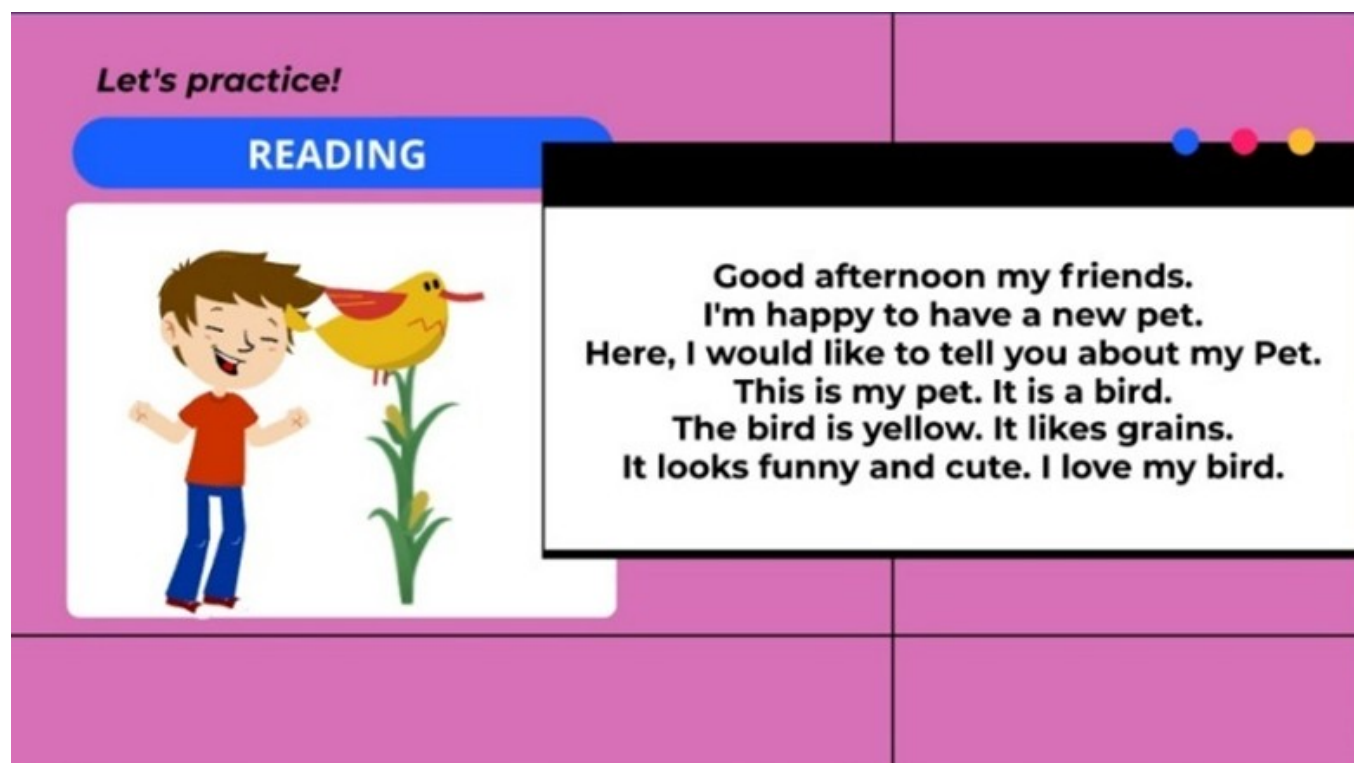 Let's practice!
READING
Good afternoon my friends.
I'm happy to have a new pet.
Here, I would like to tell you about my Pet.
This is my pet. It is a bird.
The bird is yellow. It likes grains.
It looks funny and cute. I love my bird.